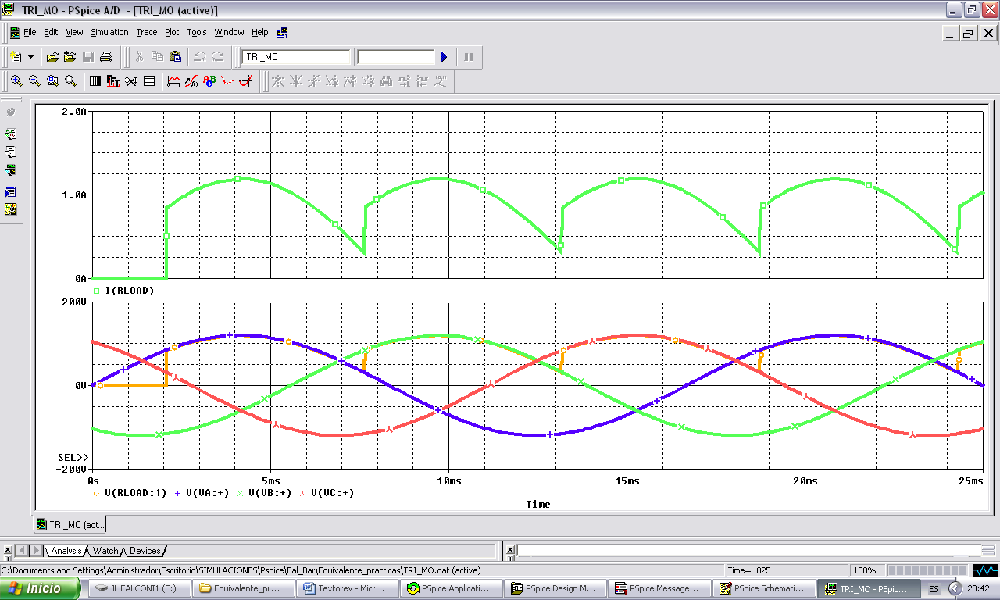 TRI_MO - PSpice A/D - [TRI_MO (active)]
File Edit View Simulation Trace Plot Tools Window Help
TRI_MO
FFT
ABC
2.0A
1.0A
0A
I(RLOAD)
200V
0V
SEL>>
-200V
0s 5ms 10ms 15ms 20ms 25ms
V(RLOAD:1) V(VA:+) V(VB:+) V(VC:+)
Time
TRI_MO (act...
Analysis Watch Devices
C:\Documents and Settings\Administrador\Escritorio\SIMULACIONES\Pspice\Fal_Bar\Equivalente_practicas\TRI_MO.dat (active) Time= .025 100%
Inicio JL FALCONI1 (F:) Equivalente_pr... Textorev - Micr... PSpice Applicati... PSpice Design M... PSpice Message... PSpice Schemati... TRI_MO - PSpic... ES 23:42